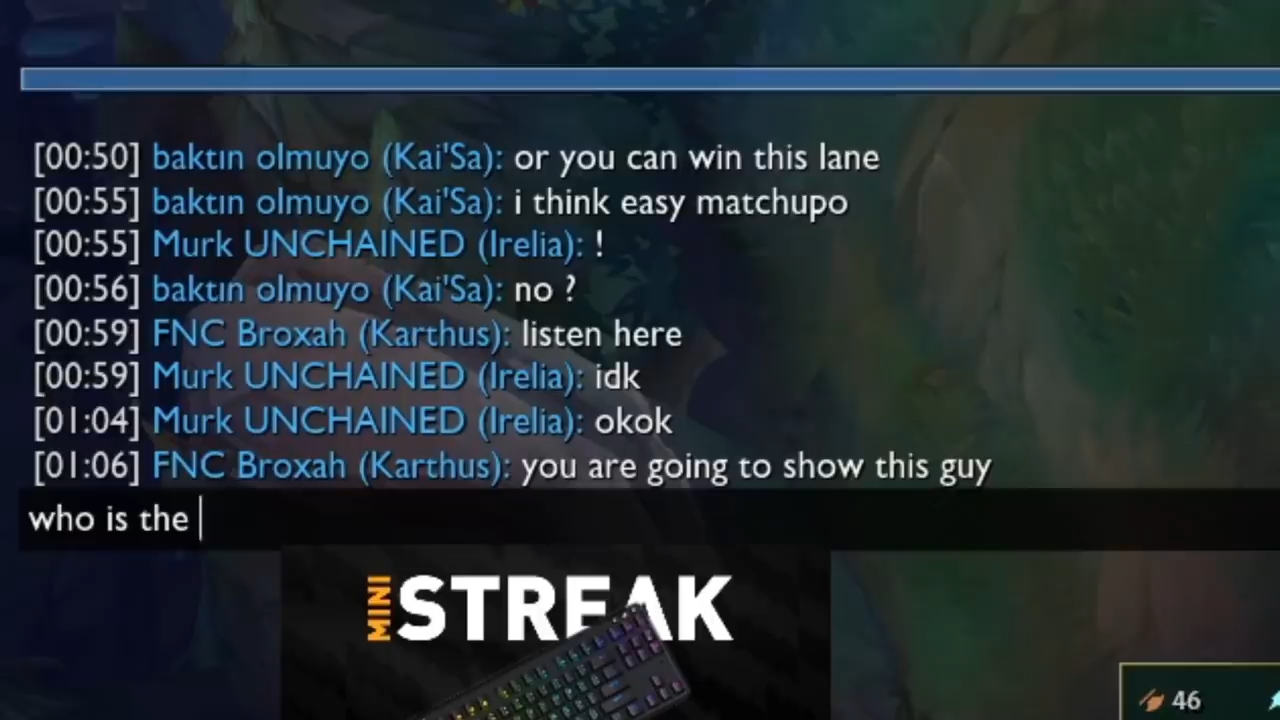 [00:50] baktın olmuyo (Kai'Sa): or you can win this lane
[00:55] baktın olmuyo (Kai'Sa): i think easy matchupo
[00:55] Murk UNCHAINED (Irelia): !
[00:56] baktın olmuyo (Kai'Sa): no ?
[00:59] FNC Broxah (Karthus): listen here
[00:59] Murk UNCHAINED (Irelia): idk
[01:04] Murk UNCHAINED (Irelia): okok
[01:06] FNC Broxah (Karthus): you are going to show this guy
who is the
MINI STREAK
46